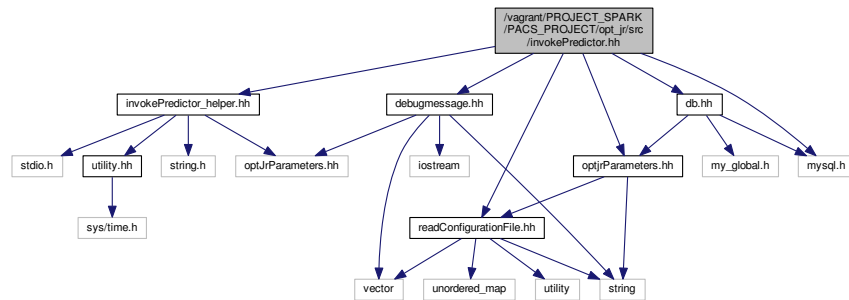 /vagrant/PROJECT_SPARK
/PACS_PROJECT/opt_jr/src
/invokePredictor.hh
invokePredictor_helper.hh
debugmessage.hh
db.hh
stdio.h
utility.hh
string.h
optJrParameters.hh
iostream
optjrParameters.hh
my_global.h
mysql.h
sys/time.h
readConfigurationFile.hh
vector
unordered_map
utility
string